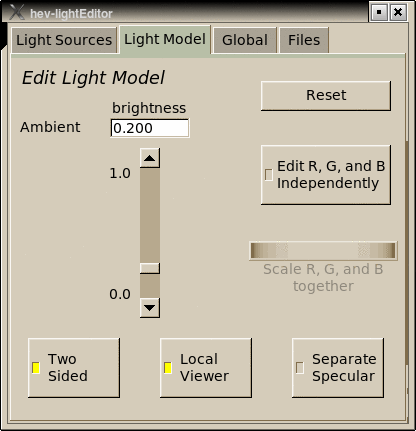 hev-lightEditor
Light Sources
Light Model
Global
Files
Edit Light Model
brightness
Ambient
0.200
Reset
1.0
Edit R, G, and B
Independently
Scale R, G, and B
together
0.0
Two
Sided
Local
Viewer
Separate
Specular